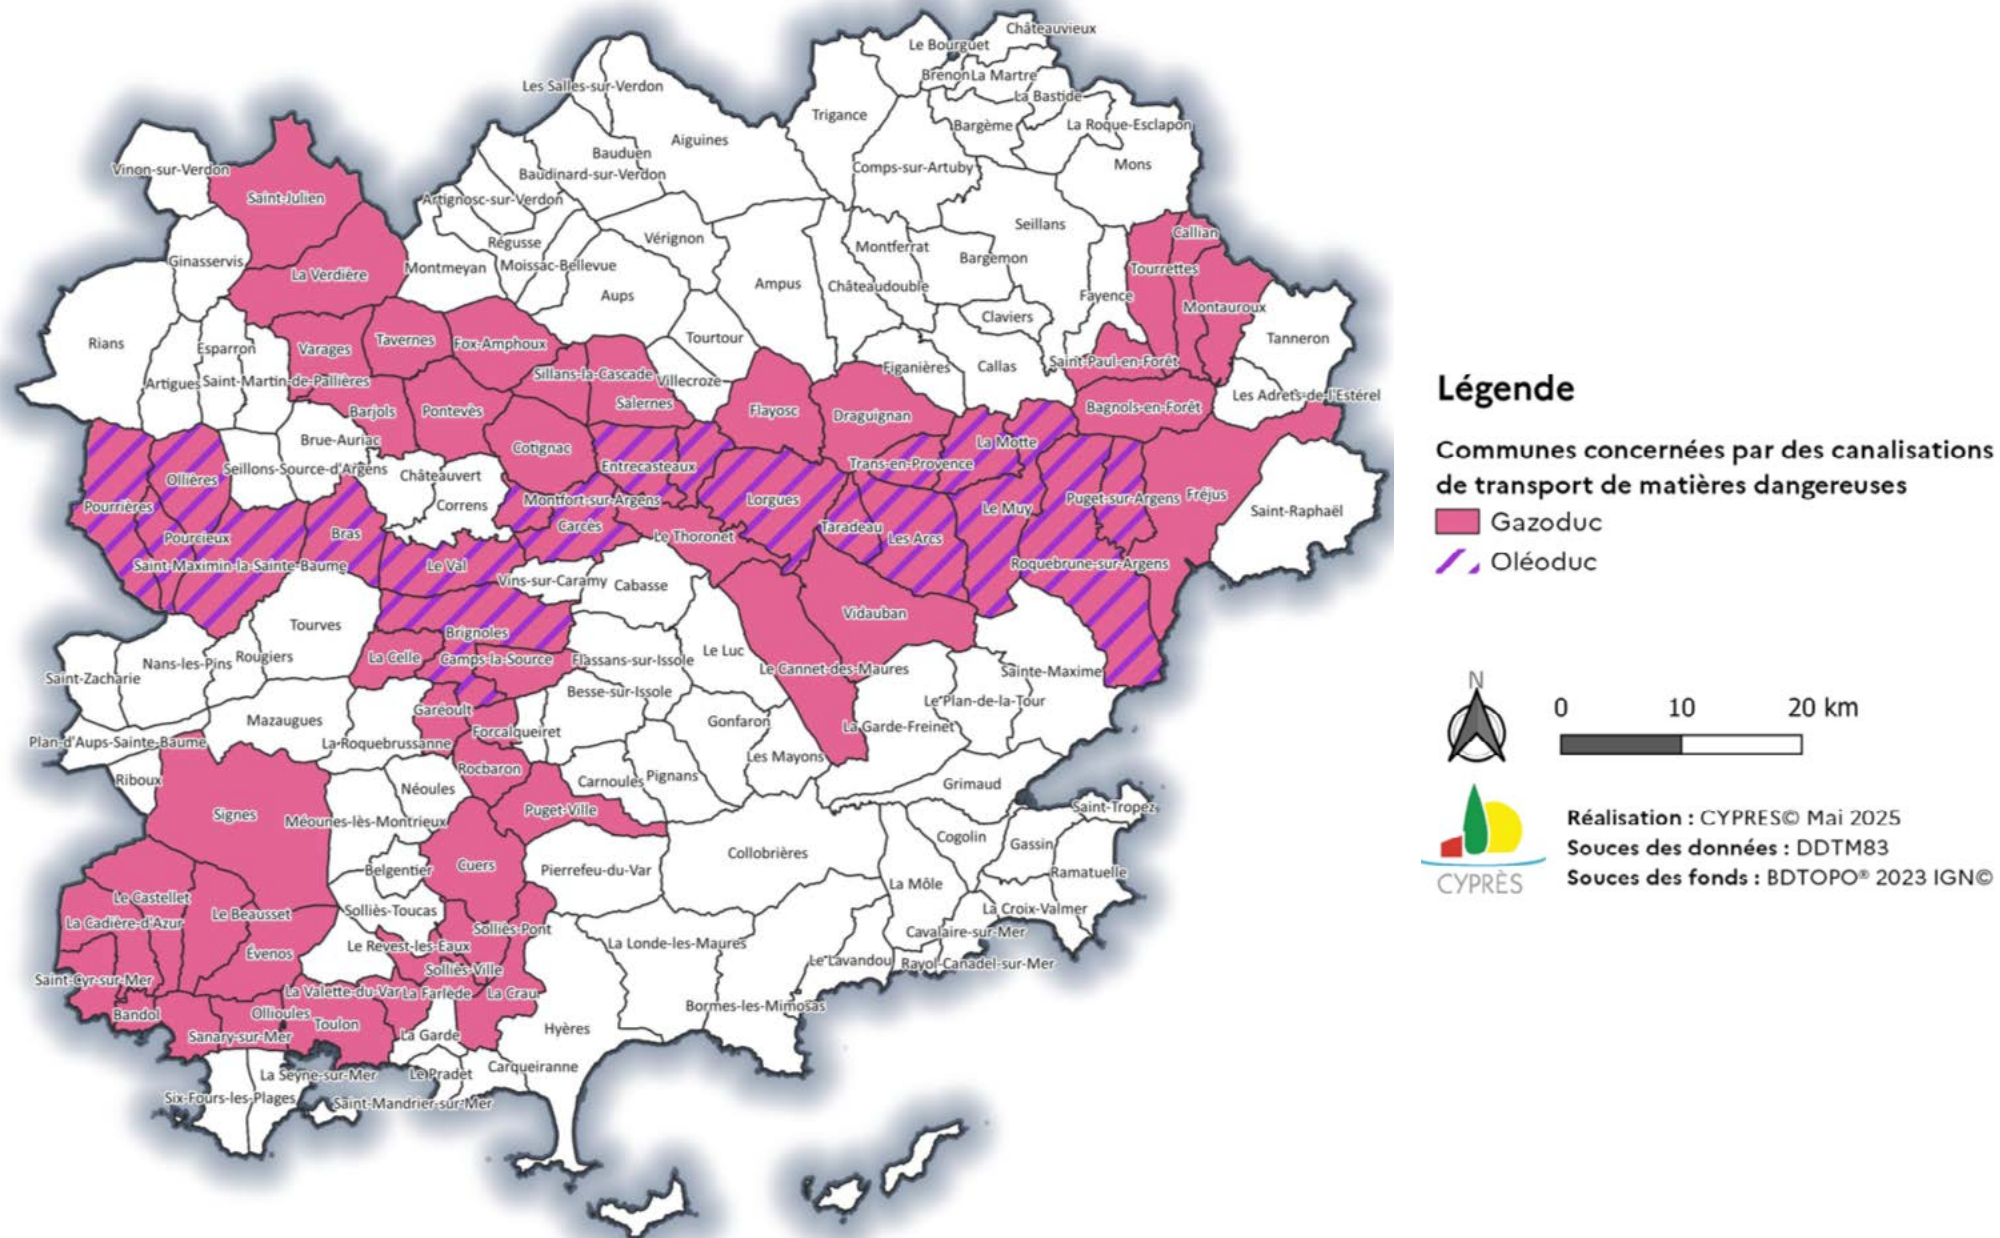 Châteauvieux
Le Bourguet
Brenon
La Martre
Les Salles-sur-Verdon
La Bastide
Trigance
Bargème
La Roque-Esclapon
Aiguines
Bauduen
Mons
Vinon-sur-Verdon
Comps-sur-Artuby
Baudinard-sur-Verdon
Saint-Julien
Artignosc-sur-Verdon
Seillans
Callian
Régusse
Vérignon
Montferrat
Ginasservis
La Verdière
Montmeyan
Moissac-Bellevue
Bargemon
Tourrettes
Ampus
Châteaudouble
Aups
Fayence
Montauroux
Claviers
Rians
Esparron
Varages
Tavernes
Fox-Amphoux
Tourtour
Tanneron
Saint-Paul-en-Forêt
Figanières
Callas
Artigues
Saint-Martin-de-Pallières
Sillans-la-Cascade
Villecroze
Les Adrets-de-l'Estérel
Barjols
Pontevès
Salernes
Flayosc
Draguignan
Bagnols-en-Forêt
Brue-Auriac
Cotignac
La Motte
Seillons-Source-d'Argens
Entrecasteaux
Trans-en-Provence
Ollières
Châteauvert
Pourrières
Correns
Montfort-sur-Argens
Lorgues
Le Muy
Puget-sur-Argens
Fréjus
Saint-Raphaël
Pourcieux
Bras
Carcès
Le Thoronet
Taradeau
Les Arcs
Saint-Maximin-la-Sainte-Baume
Le Val
Roquebrune-sur-Argens
Vins-sur-Caramy
Cabasse
Tourves
Brignoles
Vidauban
Nans-les-Pins
Rougiers
La Celle
Camps-la-Source
Flassans-sur-Issole
Le Luc
Le Cannet-des-Maures
Sainte-Maxime
Saint-Zacharie
Besse-sur-Issole
Le Plan-de-la-Tour
Mazaugues
Garéoult
Gonfaron
La Garde-Freinet
Plan-d'Aups-Sainte-Baume
La Roquebrussanne
Forcalqueiret
Les Mayons
Riboux
Rocbaron
Carnoules
Pignans
Néoules
Grimaud
Signes
Méounes-lès-Montrieux
Puget-Ville
Saint-Tropez
Cogolin
Gassin
Collobrières
Belgentier
Cuers
Pierrefeu-du-Var
Ramatuelle
La Môle
Le Castellet
Le Beausset
Solliès-Toucas
La Croix-Valmer
La Cadière-d'Azur
Solliès-Pont
Cavalaire-sur-Mer
Évenos
Le Revest-les-Eaux
La Londe-les-Maures
Le Lavandou
Rayol-Canadel-sur-Mer
Saint-Cyr-sur-Mer
Solliès-Ville
La Valette-du-Var
La Farlède
La Crau
Bormes-les-Mimosas
Bandol
Ollioules
Toulon
Hyères
Sanary-sur-Mer
La Garde
La Seyne-sur-Mer
Le Pradet
Carqueiranne
Six-Fours-les-Plages
Saint-Mandrier-sur-Mer
Légende
Communes concernées par des canalisations
de transport de matières dangereuses
Gazoduc
Oléoduc
N
0 10 20 km
CYPRÈS
Réalisation : CYPRES© Mai 2025
Souces des données : DDTM83
Souces des fonds : BDTOPO® 2023 IGN©